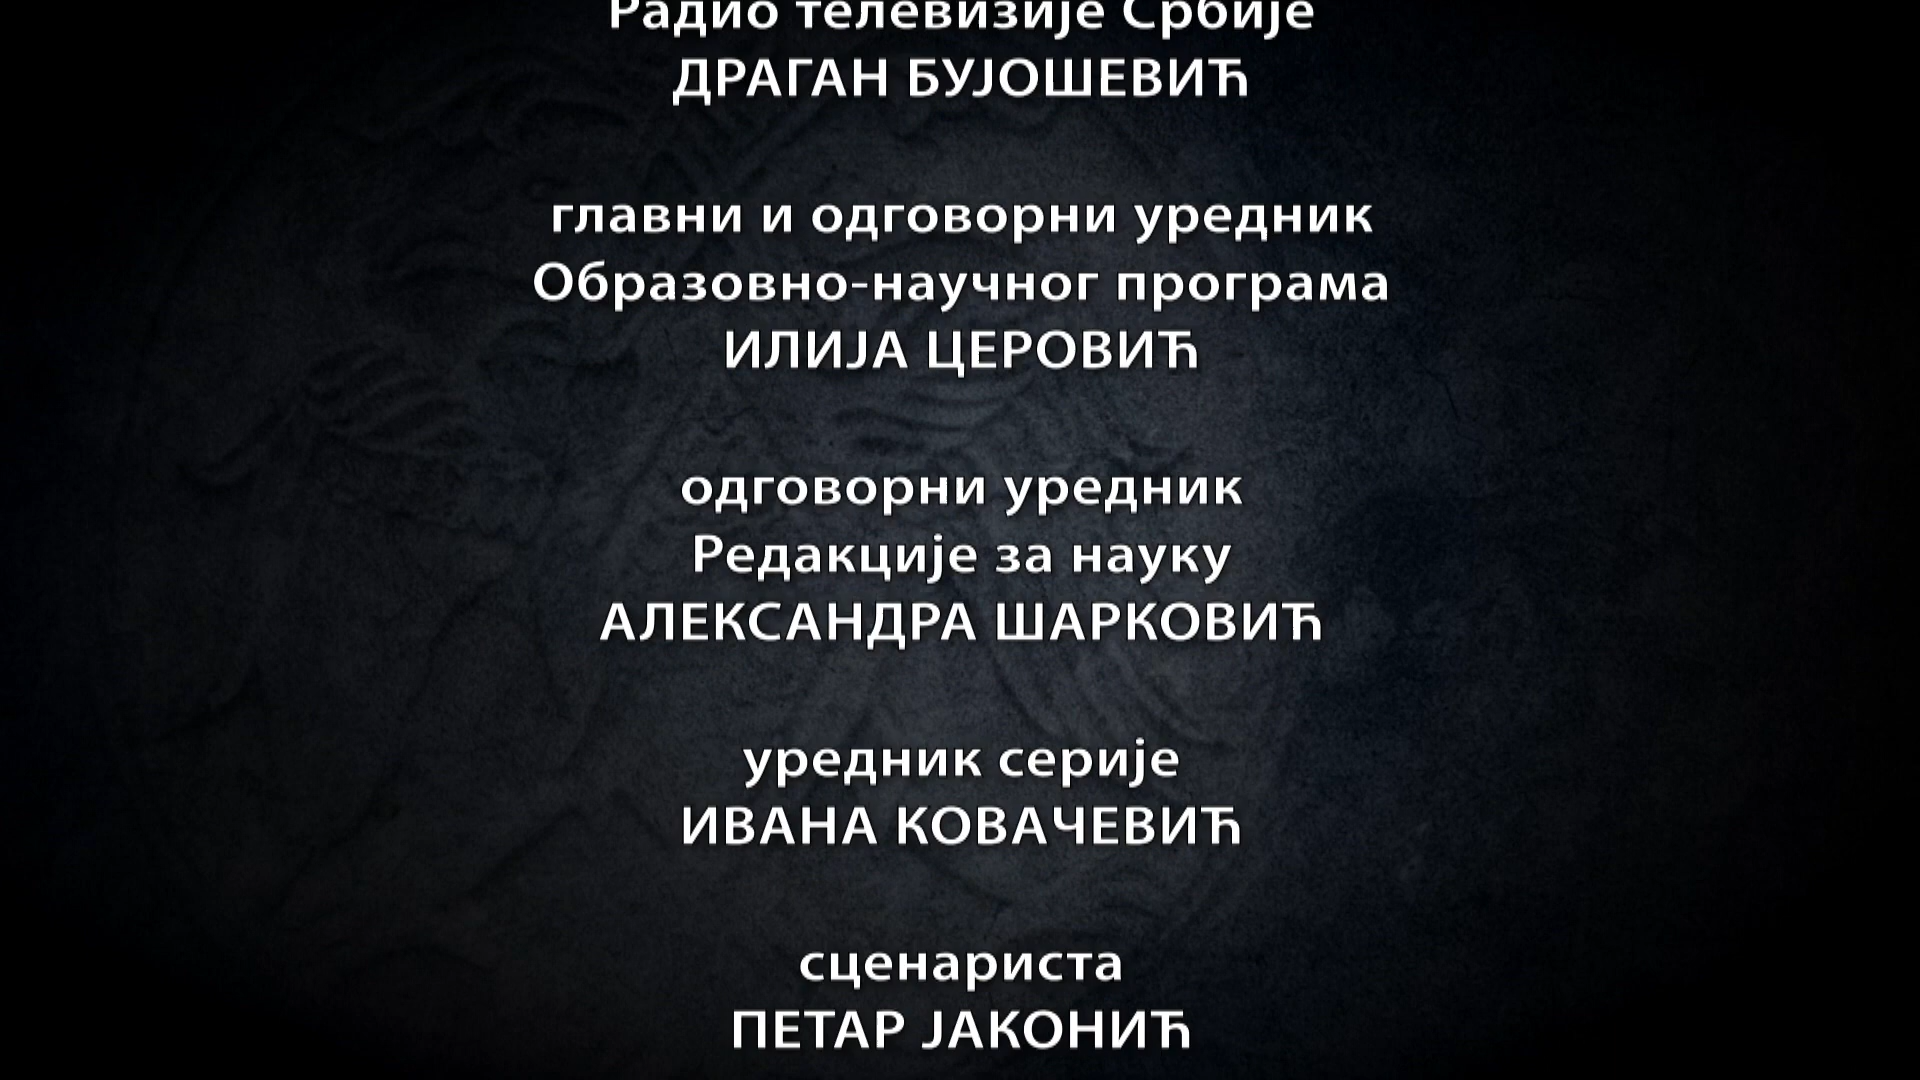 Радио телевизије Србије
ДРАГАН БУЈОШЕВИЋ
главни и одговорни уредник
Образовно-научног програма
ИЛИЈА ЦЕРОВИЋ
одговорни уредник
Редакције за науку
АЛЕКСАНДРА ШАРКОВИЋ
уредник серије
ИВАНА КОВАЧЕВИЋ
сценариста
ПЕТАР ЈАКОНИЋ